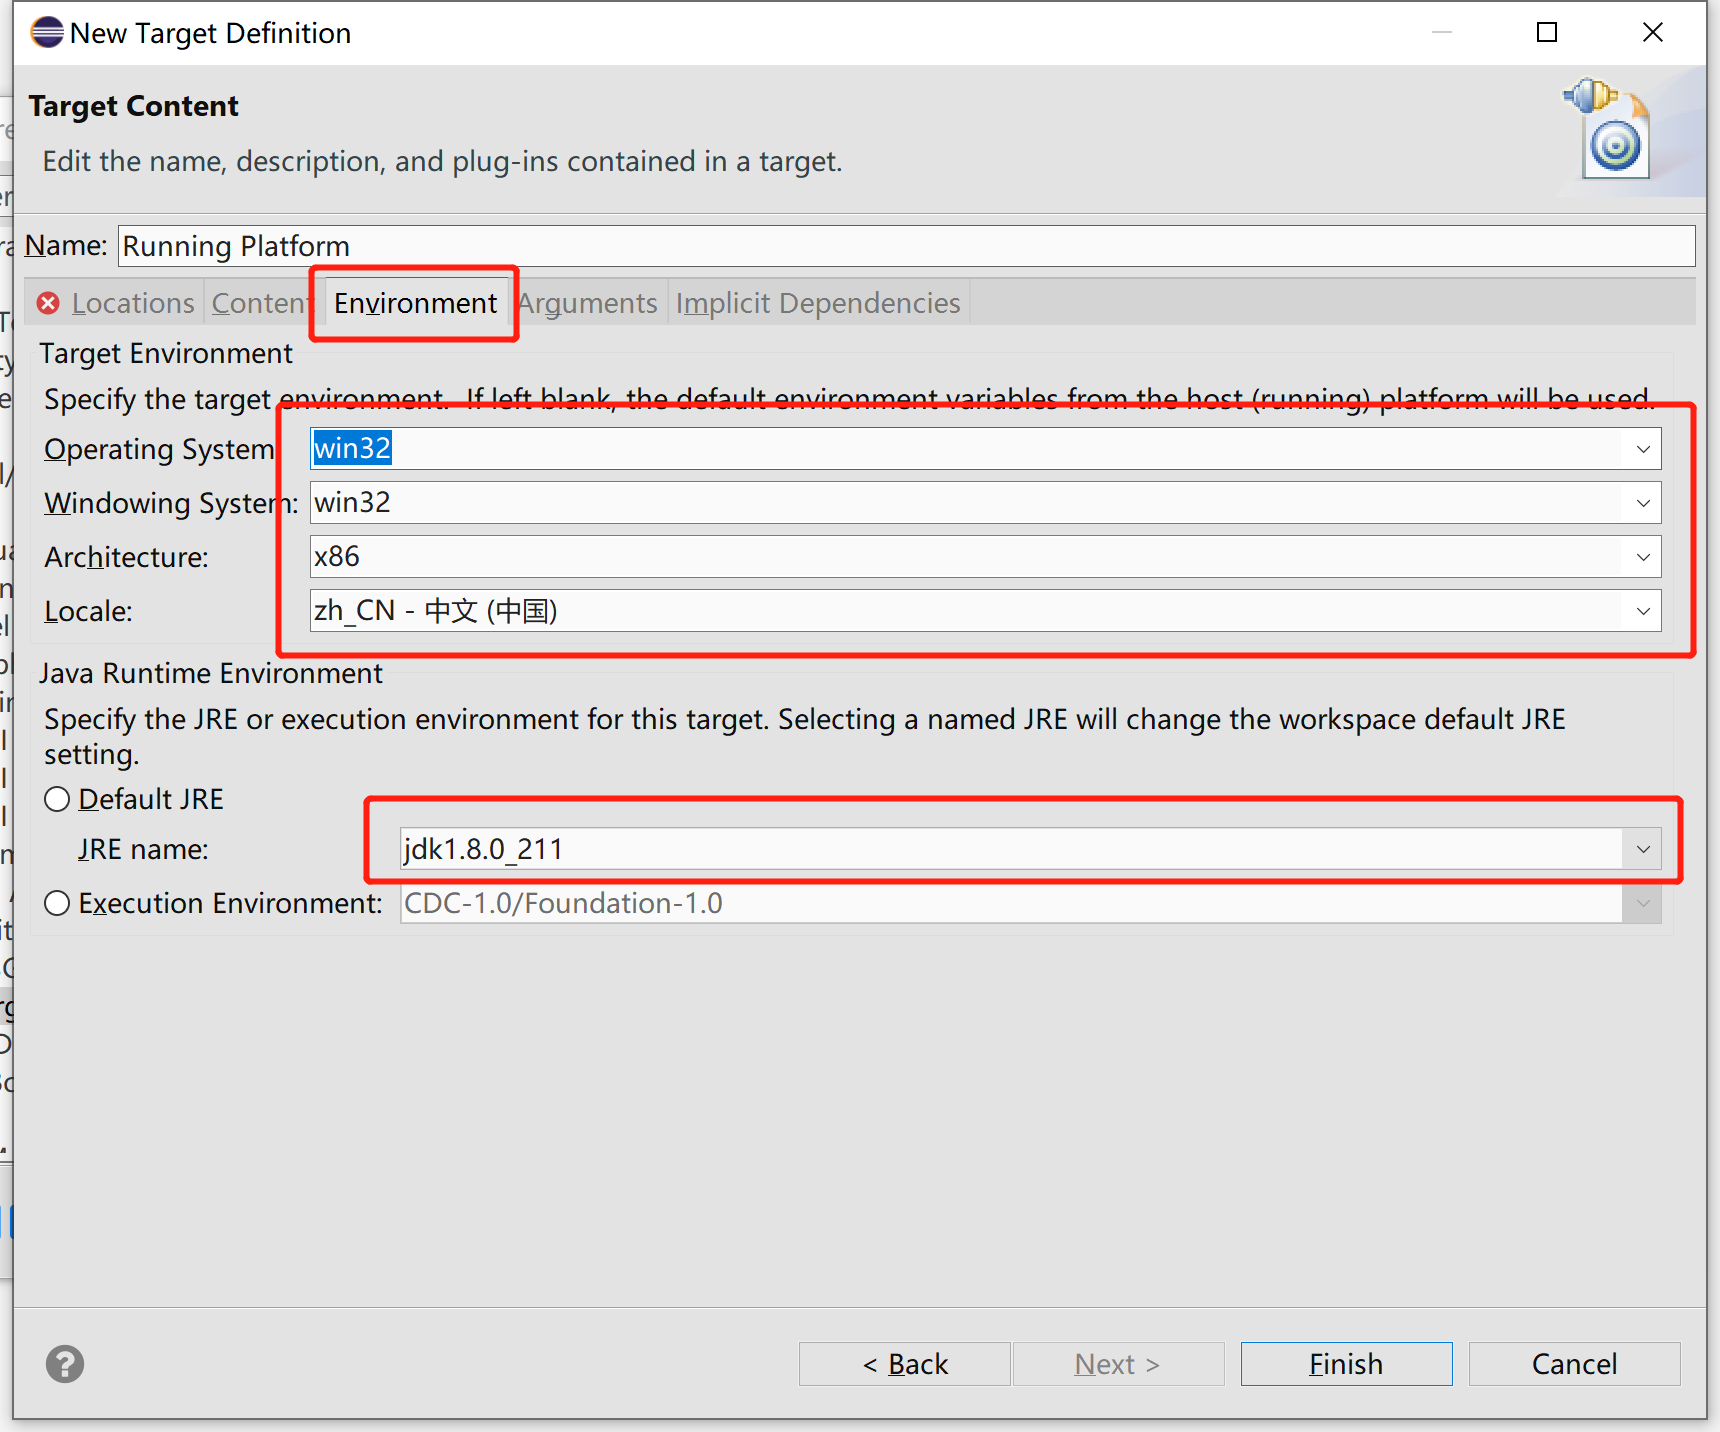 New Target Definition
Target Content
Edit the name, description, and plug-ins contained in a target.
Name: Running Platform
Locations Content Environment Arguments Implicit Dependencies
Target Environment
Specify the target environment. If left blank, the default environment variables from the host (running) platform will be used.
Operating System win32
Windowing System: win32
Architecture: x86
Locale: zh_CN - 中文 (中国)
Java Runtime Environment
Specify the JRE or execution environment for this target. Selecting a named JRE will change the workspace default JRE
setting.
Default JRE
JRE name: jdk1.8.0_211
Execution Environment: CDC-1.0/Foundation-1.0
< Back Next > Finish Cancel